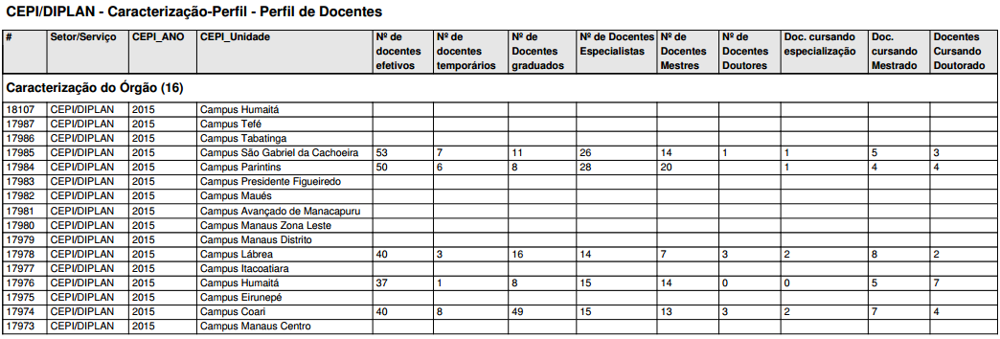 CEPI/DIPLAN - Caracterização-Perfil - Perfil de Docentes
# Setor/Serviço CEPI_ANO CEPI_Unidade Nº de docentes efetivos Nº de docentes temporários Nº de Docentes graduados Nº de Docentes Especialistas Nº de Docentes Mestres Nº de Docentes Doutores Doc. cursando especialização Doc. cursando Mestrado Docentes Cursando Doutorado
Caracterização do Órgão (16)
18107 CEPI/DIPLAN 2015 Campus Humaitá
17987 CEPI/DIPLAN 2015 Campus Tefé
17986 CEPI/DIPLAN 2015 Campus Tabatinga
17985 CEPI/DIPLAN 2015 Campus São Gabriel da Cachoeira 53 7 11 26 14 1 1 5 3
17984 CEPI/DIPLAN 2015 Campus Parintins 50 6 8 28 20 1 4 4
17983 CEPI/DIPLAN 2015 Campus Presidente Figueiredo
17982 CEPI/DIPLAN 2015 Campus Maués
17981 CEPI/DIPLAN 2015 Campus Avançado de Manacapuru
17980 CEPI/DIPLAN 2015 Campus Manaus Zona Leste
17979 CEPI/DIPLAN 2015 Campus Manaus Distrito
17978 CEPI/DIPLAN 2015 Campus Lábrea 40 3 16 14 7 3 2 8 2
17977 CEPI/DIPLAN 2015 Campus Itacoatiara
17976 CEPI/DIPLAN 2015 Campus Humaitá 37 1 8 15 14 0 0 5 7
17975 CEPI/DIPLAN 2015 Campus Eirunepé
17974 CEPI/DIPLAN 2015 Campus Coari 40 8 49 15 13 3 2 7 4
17973 CEPI/DIPLAN 2015 Campus Manaus Centro